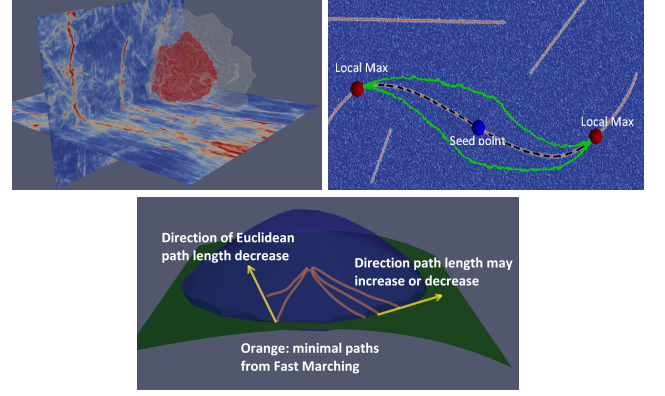 Local Max
Local Max
Seed point
Direction of Euclidean
path length decrease
Direction path length may
increase or decrease
Orange: minimal paths
from Fast Marching